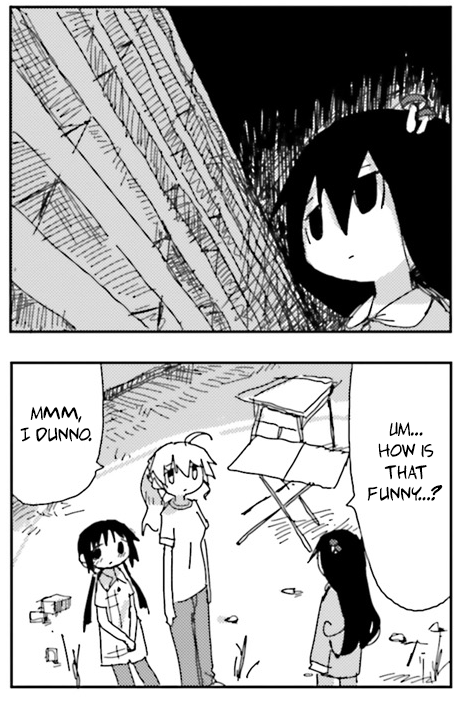 UM...
HOW IS
THAT
FUNNY...?
MMM,
I DUNNO.